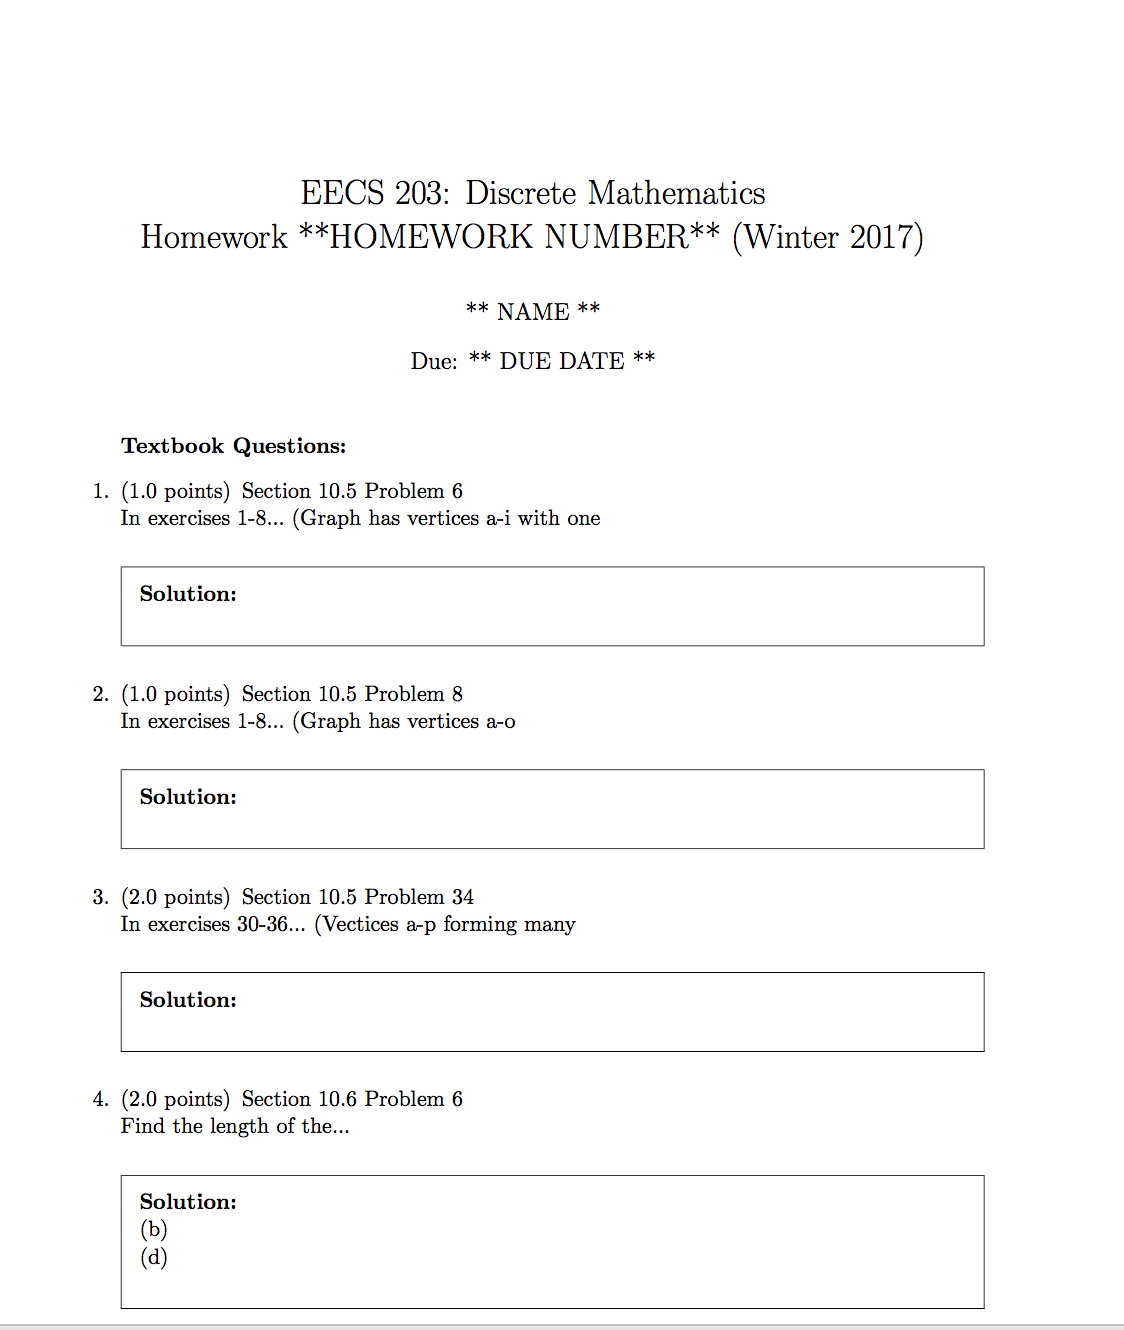 EECS 203: Discrete Mathematics
Homework **HOMEWORK NUMBER** (Winter 2017)
** NAME **
Due: ** DUE DATE **
Textbook Questions:
1. (1.0 points) Section 10.5 Problem 6
In exercises 1-8... (Graph has vertices a-i with one
Solution:
2. (1.0 points) Section 10.5 Problem 8
In exercises 1-8... (Graph has vertices a-o
Solution:
3. (2.0 points) Section 10.5 Problem 34
In exercises 30-36... (Vectices a-p forming many
Solution:
4. (2.0 points) Section 10.6 Problem 6
Find the length of the...
Solution:
(b)
(d)